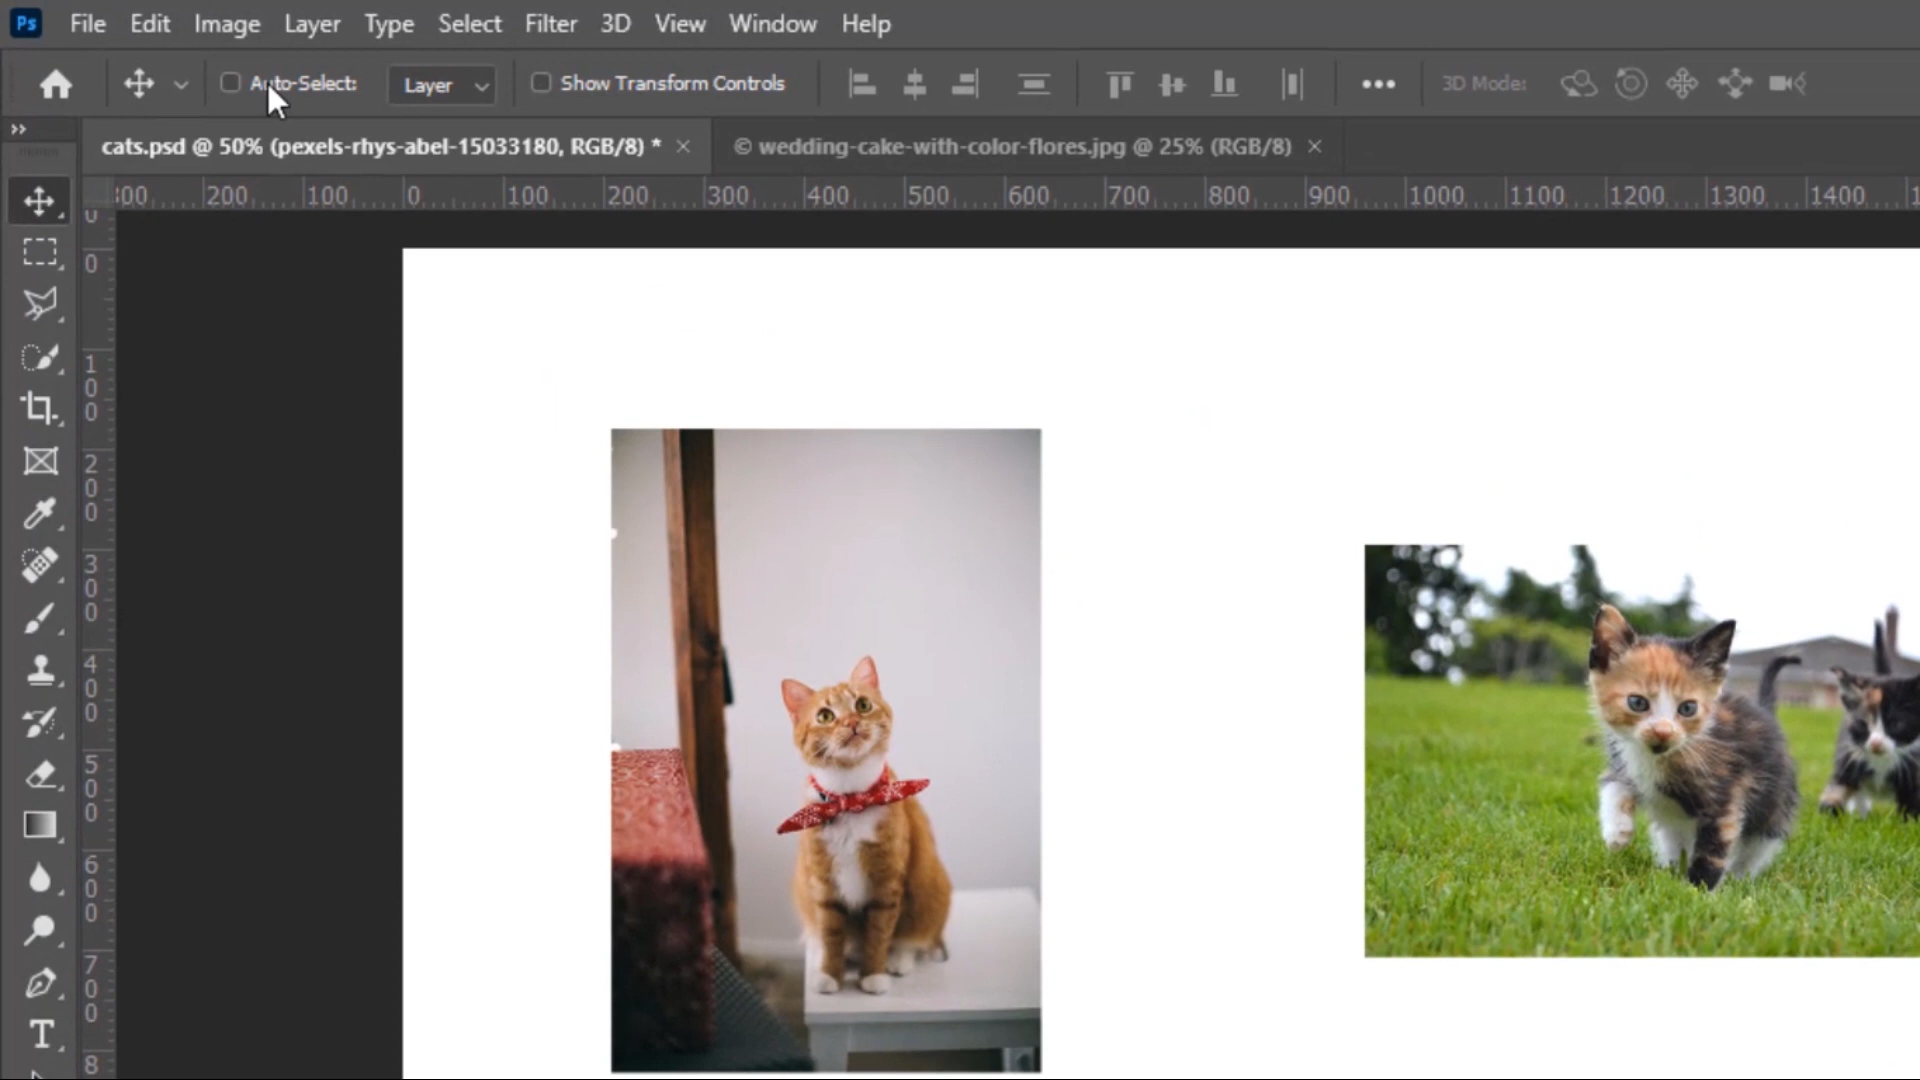 Ps File Edit Image Layer Type Select Filter 3D View Window Help
Auto-Select: Layer Show Transform Controls ••• 3D Mode:
cats.psd @ 50% (pexels-rhys-abel-15033180, RGB/8) * × © wedding-cake-with-color-flores.jpg @ 25% (RGB/8) ×
200 100 0 100 200 300 400 500 600 700 800 900 1000 1100 1200 1300 1400
0
0
100
200
300
400
500
600
700
8
T